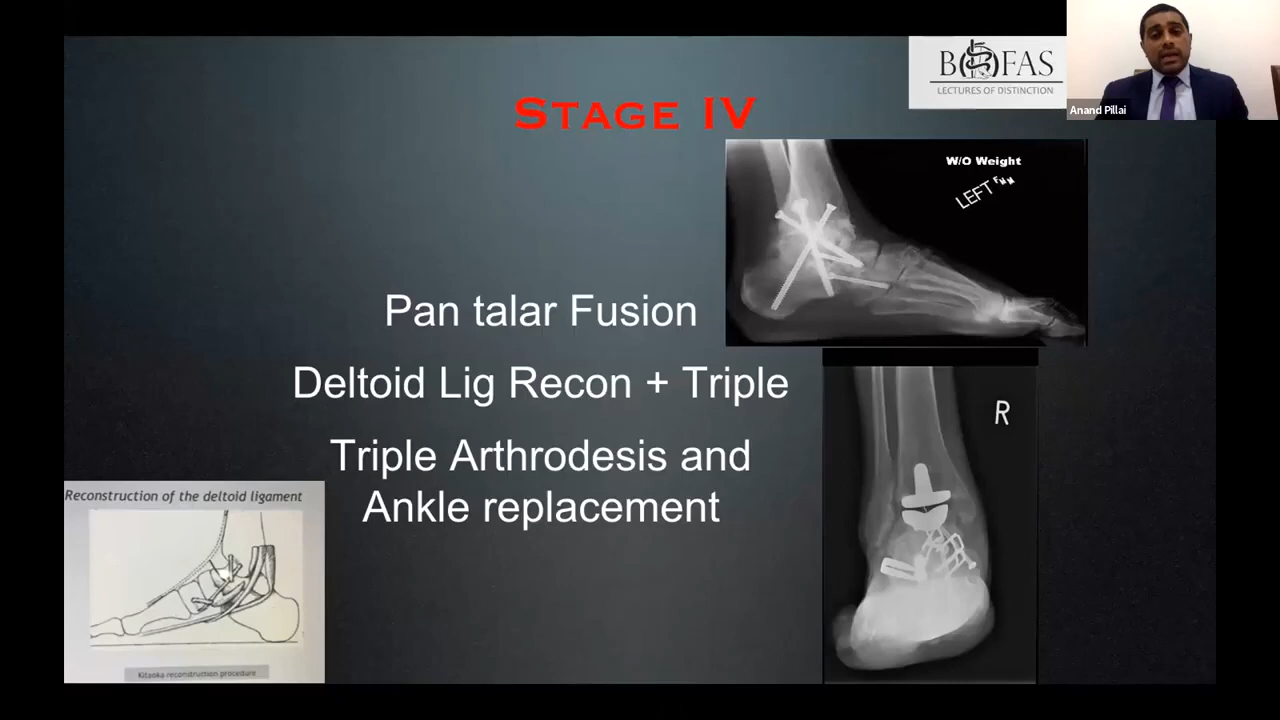 BOFAS
LECTURES OF DISTINCTION
Anand Pillai
STAGE IV
W/O Weight
LEFT
Pan talar Fusion
Deltoid Lig Recon + Triple
R
Triple Arthrodesis and
Ankle replacement
Reconstruction of the deltoid ligament
Kitaoka reconstruction procedure